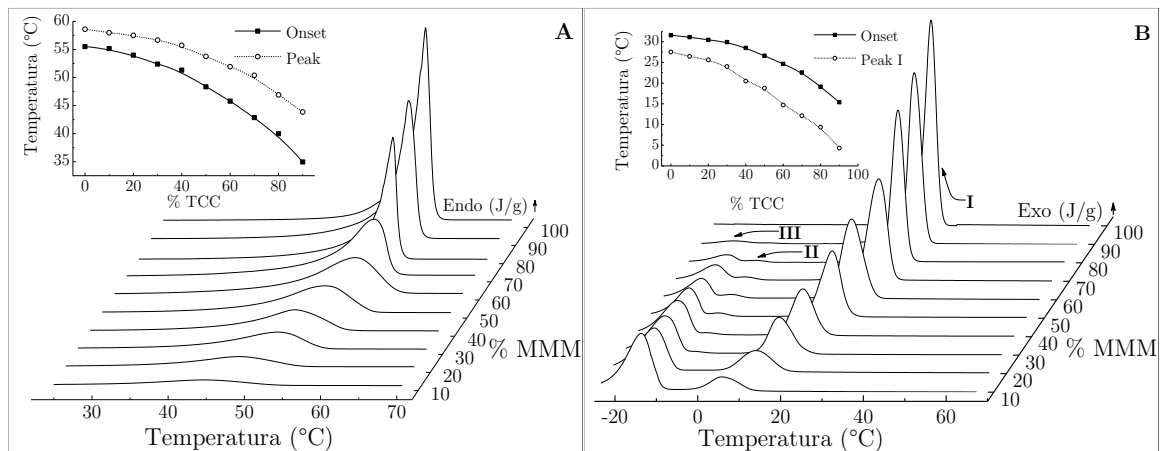 A
Temperatura (°C)
60
55
50
45
40
35
Onset
Peak
0 20 40 60 80
% TCC
Endo (J/g)
100
90
80
70
60
50
40
30
20
10
% MMM
30 40 50 60 70
Temperatura (°C)
B
Temperatura (°C)
30
25
20
15
10
5
0
Onset
Peak I
0 20 40 60 80 100
% TCC
Exo (J/g)
I
III
II
100
90
80
70
60
50
40
30
20
10
% MMM
-20 0 20 40 60
Temperatura (°C)